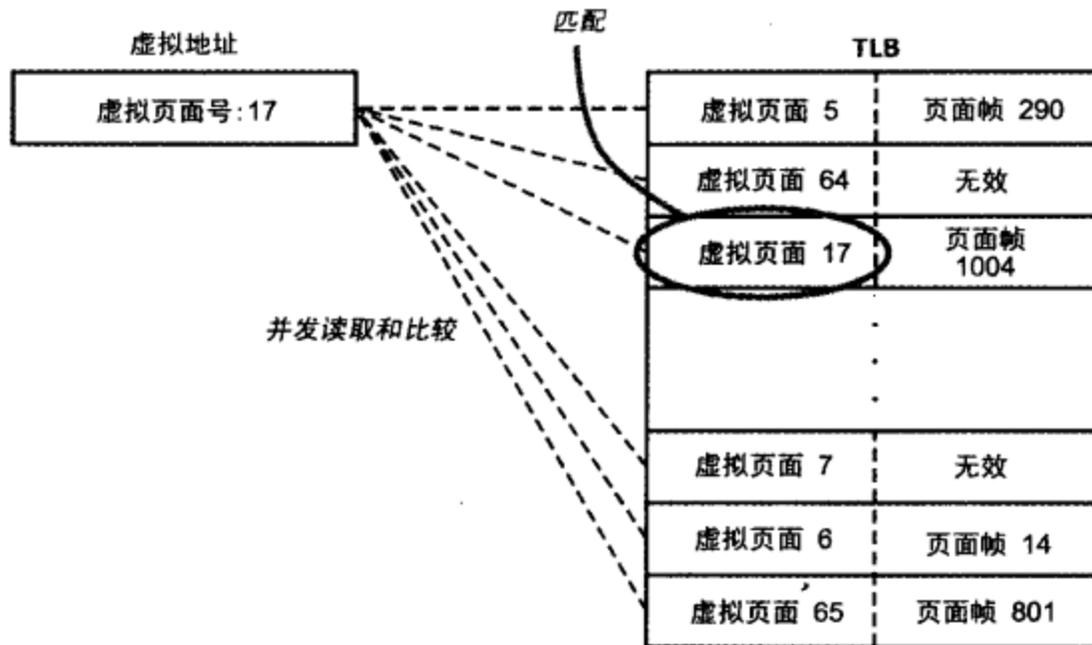 匹配
虚拟地址
TLB
虚拟页面号:17
虚拟页面 5
页面帧 290
虚拟页面 64
无效
虚拟页面 17
页面帧
1004
并发读取和比较
虚拟页面 7
无效
虚拟页面 6
页面帧 14
虚拟页面 65
页面帧 801